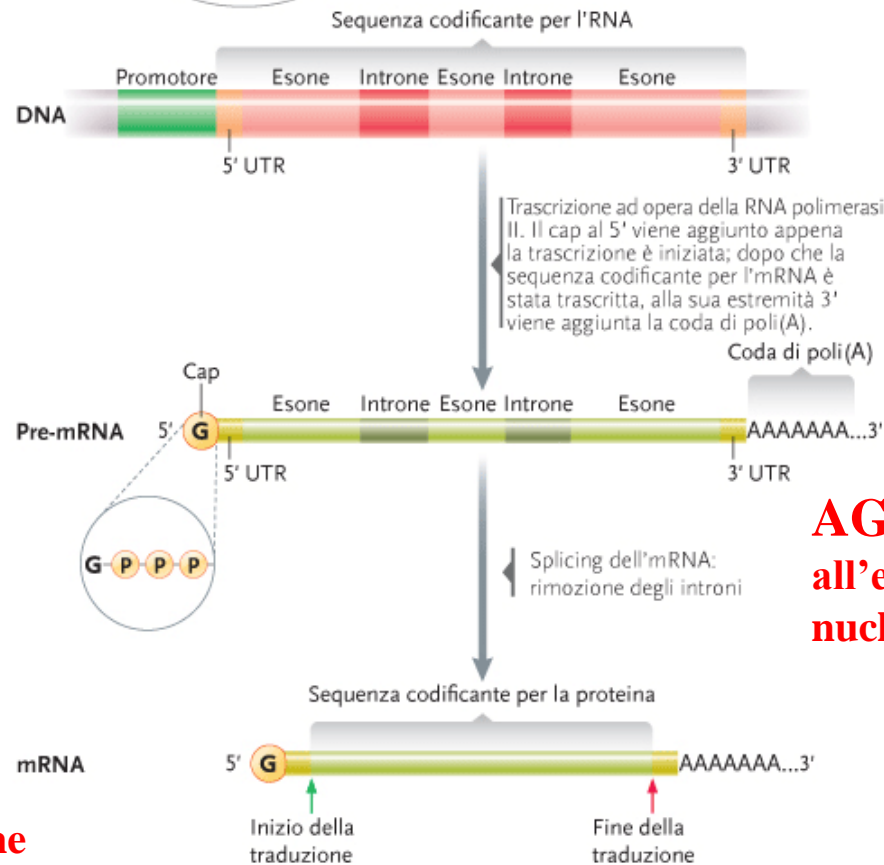 Sequenza codificante per l'RNA
Promotore Esone Introne Esone Introne Esone
DNA
5' UTR 3' UTR
Trascrizione ad opera della RNA polimerasi
II. Il cap al 5' viene aggiunto appena
la trascrizione è iniziata; dopo che la
sequenza codificante per l'mRNA è
stata trascritta, alla sua estremità 3'
viene aggiunta la coda di poli(A).
Coda di poli(A)
Cap
Esone Introne Esone Introne Esone
Pre-mRNA 5' G AAAAAAA...3'
5' UTR 3' UTR
G P P P
Splicing dell'mRNA:
rimozione degli introni
Sequenza codificante per la proteina
mRNA 5' G AAAAAAA...3'
Inizio della
traduzione
Fine della
traduzione